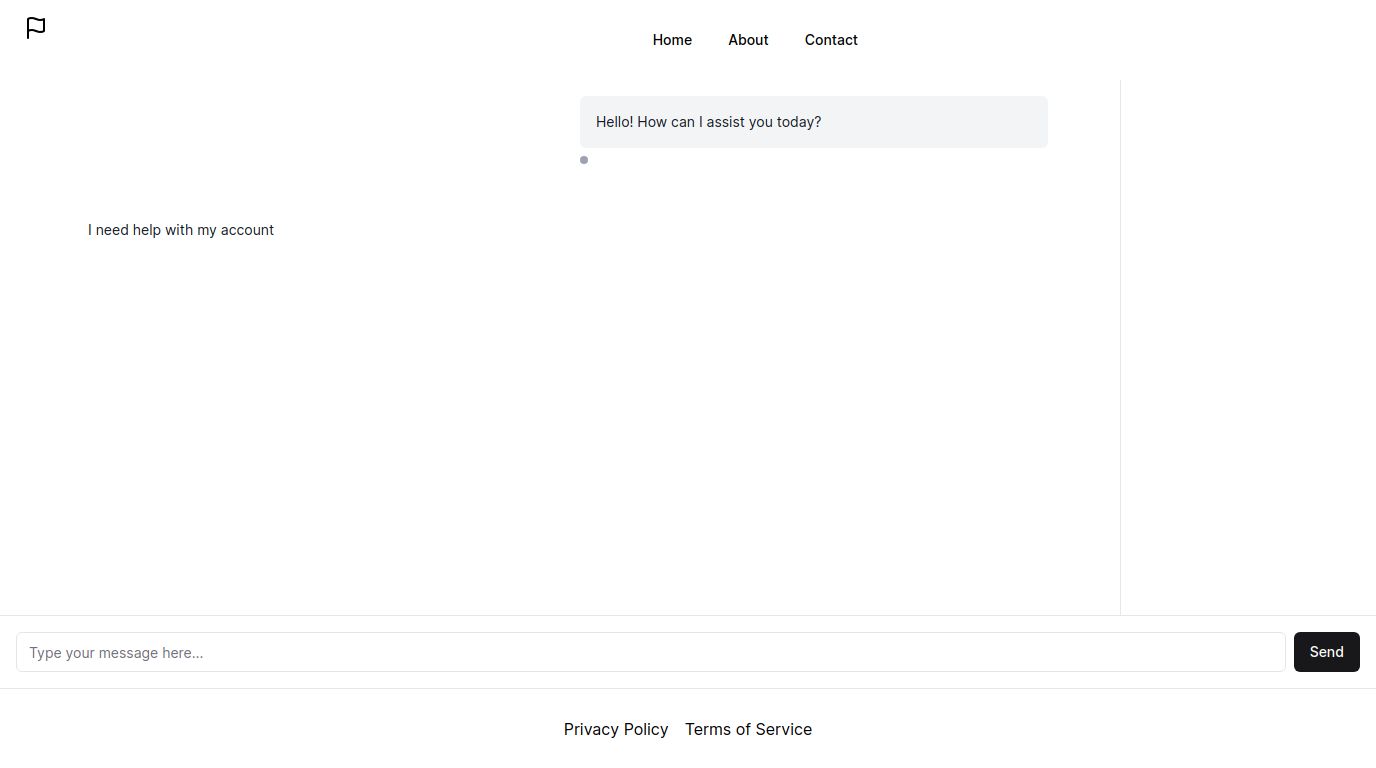 Home About Contact
Hello! How can I assist you today?
I need help with my account
Type your message here...
Send
Privacy Policy Terms of Service